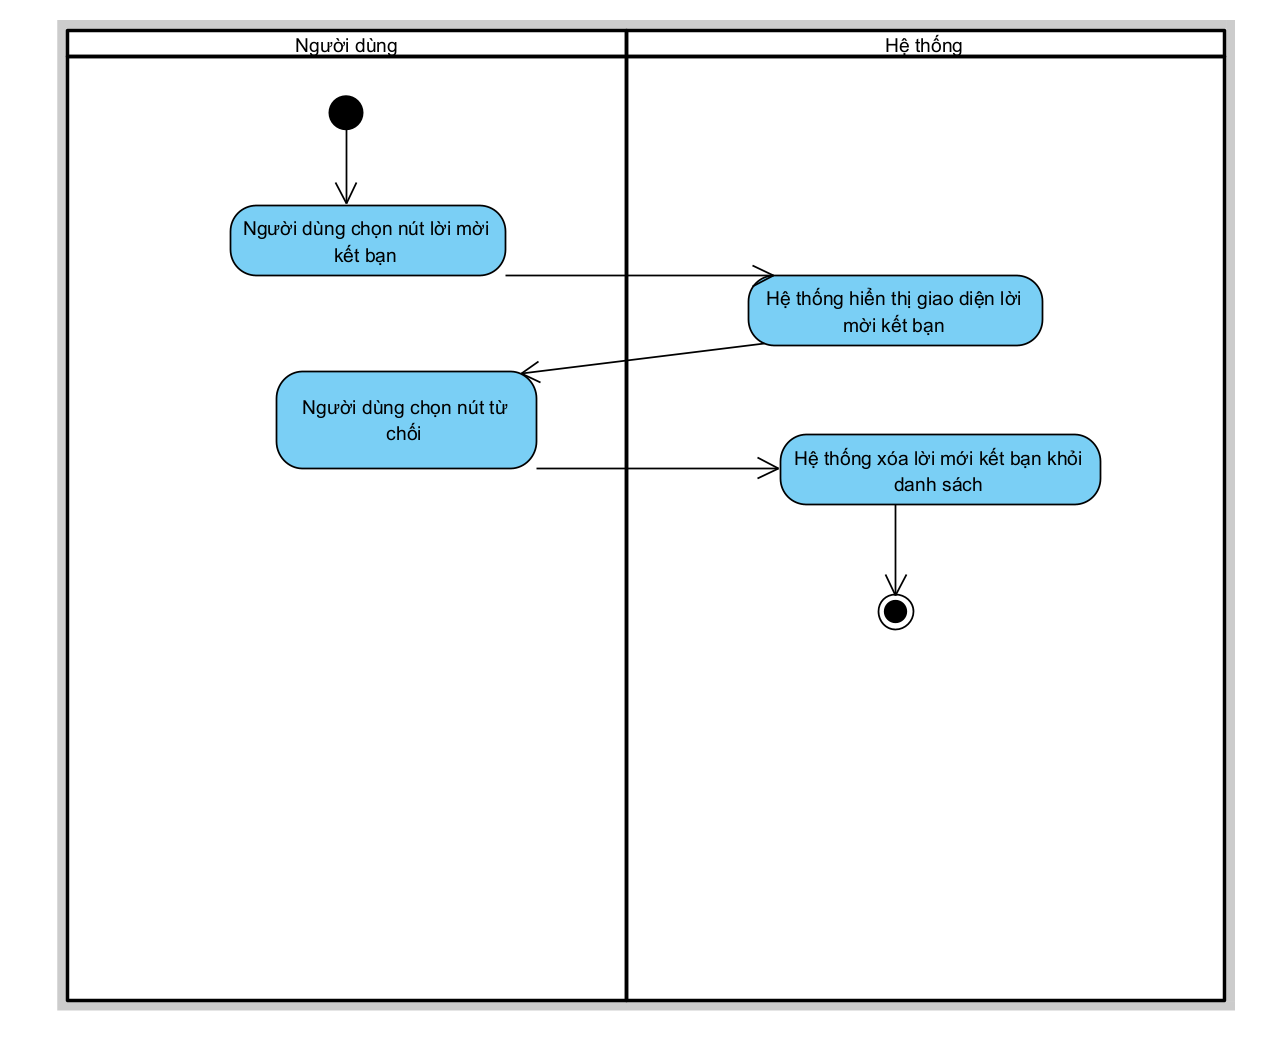 Người dùng
Hệ thống
Người dùng chọn nút lời mời
kết bạn
Hệ thống hiển thị giao diện lời
mời kết bạn
Người dùng chọn nút từ
chối
Hệ thống xóa lời mới kết bạn khỏi
danh sách